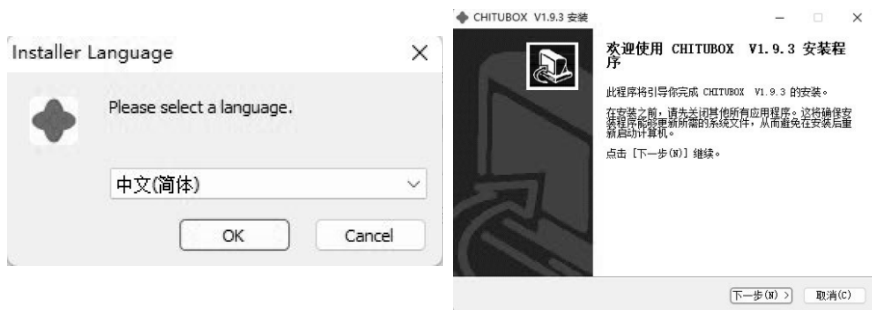 Installer Language
Please select a language.
中文(简体)
OK
Cancel
CHITUBOX V1.9.3 安装
欢迎使用 CHITUBOX V1.9.3 安装程
序
此程序将引导你完成 CHITUBOX V1.9.3 的安装。
在安装之前，请先关闭其他所有应用程序。这将确保安
装程序能够更新所需的系统文件，从而避免在安装后重
新启动计算机。
点击 [下一步(N)] 继续。
下一步(N) >
取消(C)